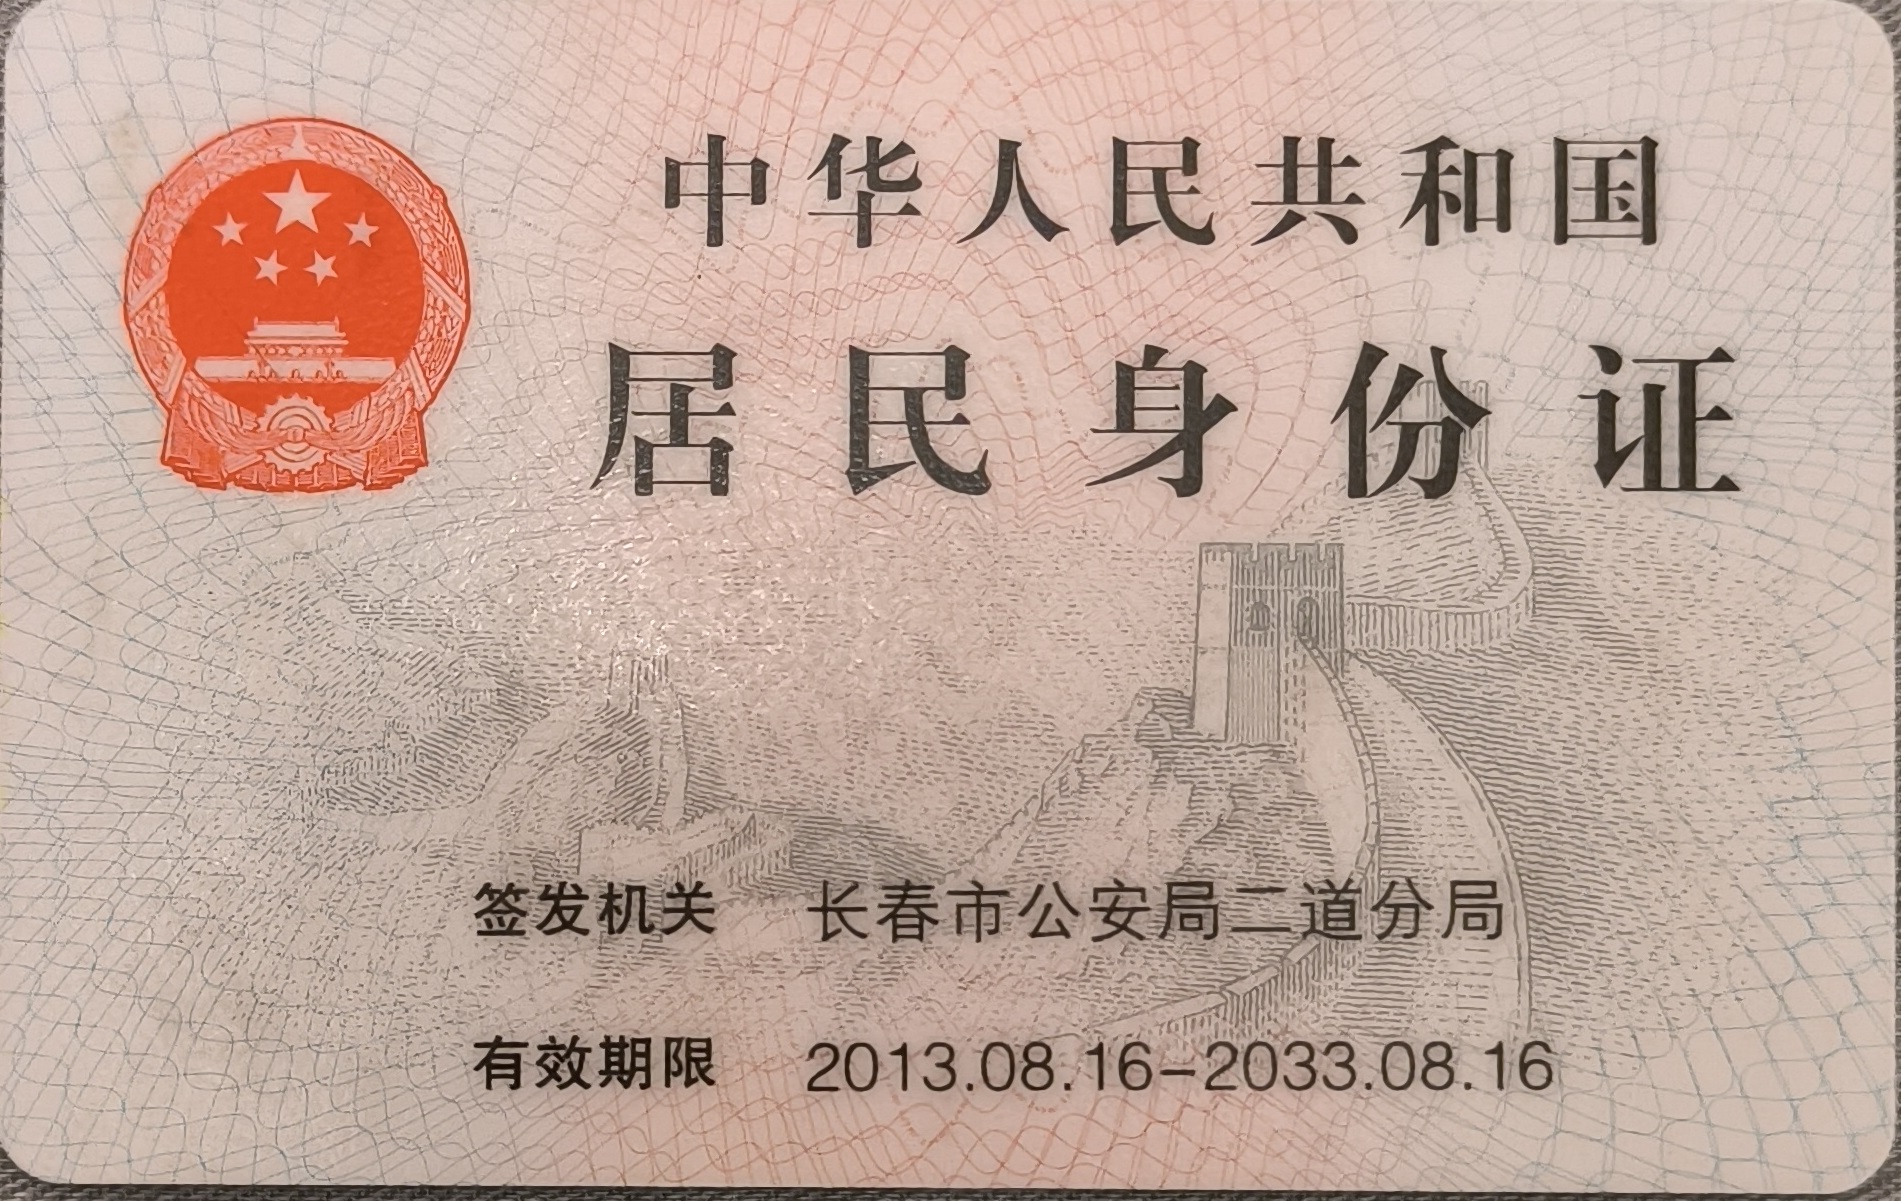 中华人民共和国
居民身份证
签发机关 长春市公安局二道分局
有效期限 2013.08.16-2033.08.16